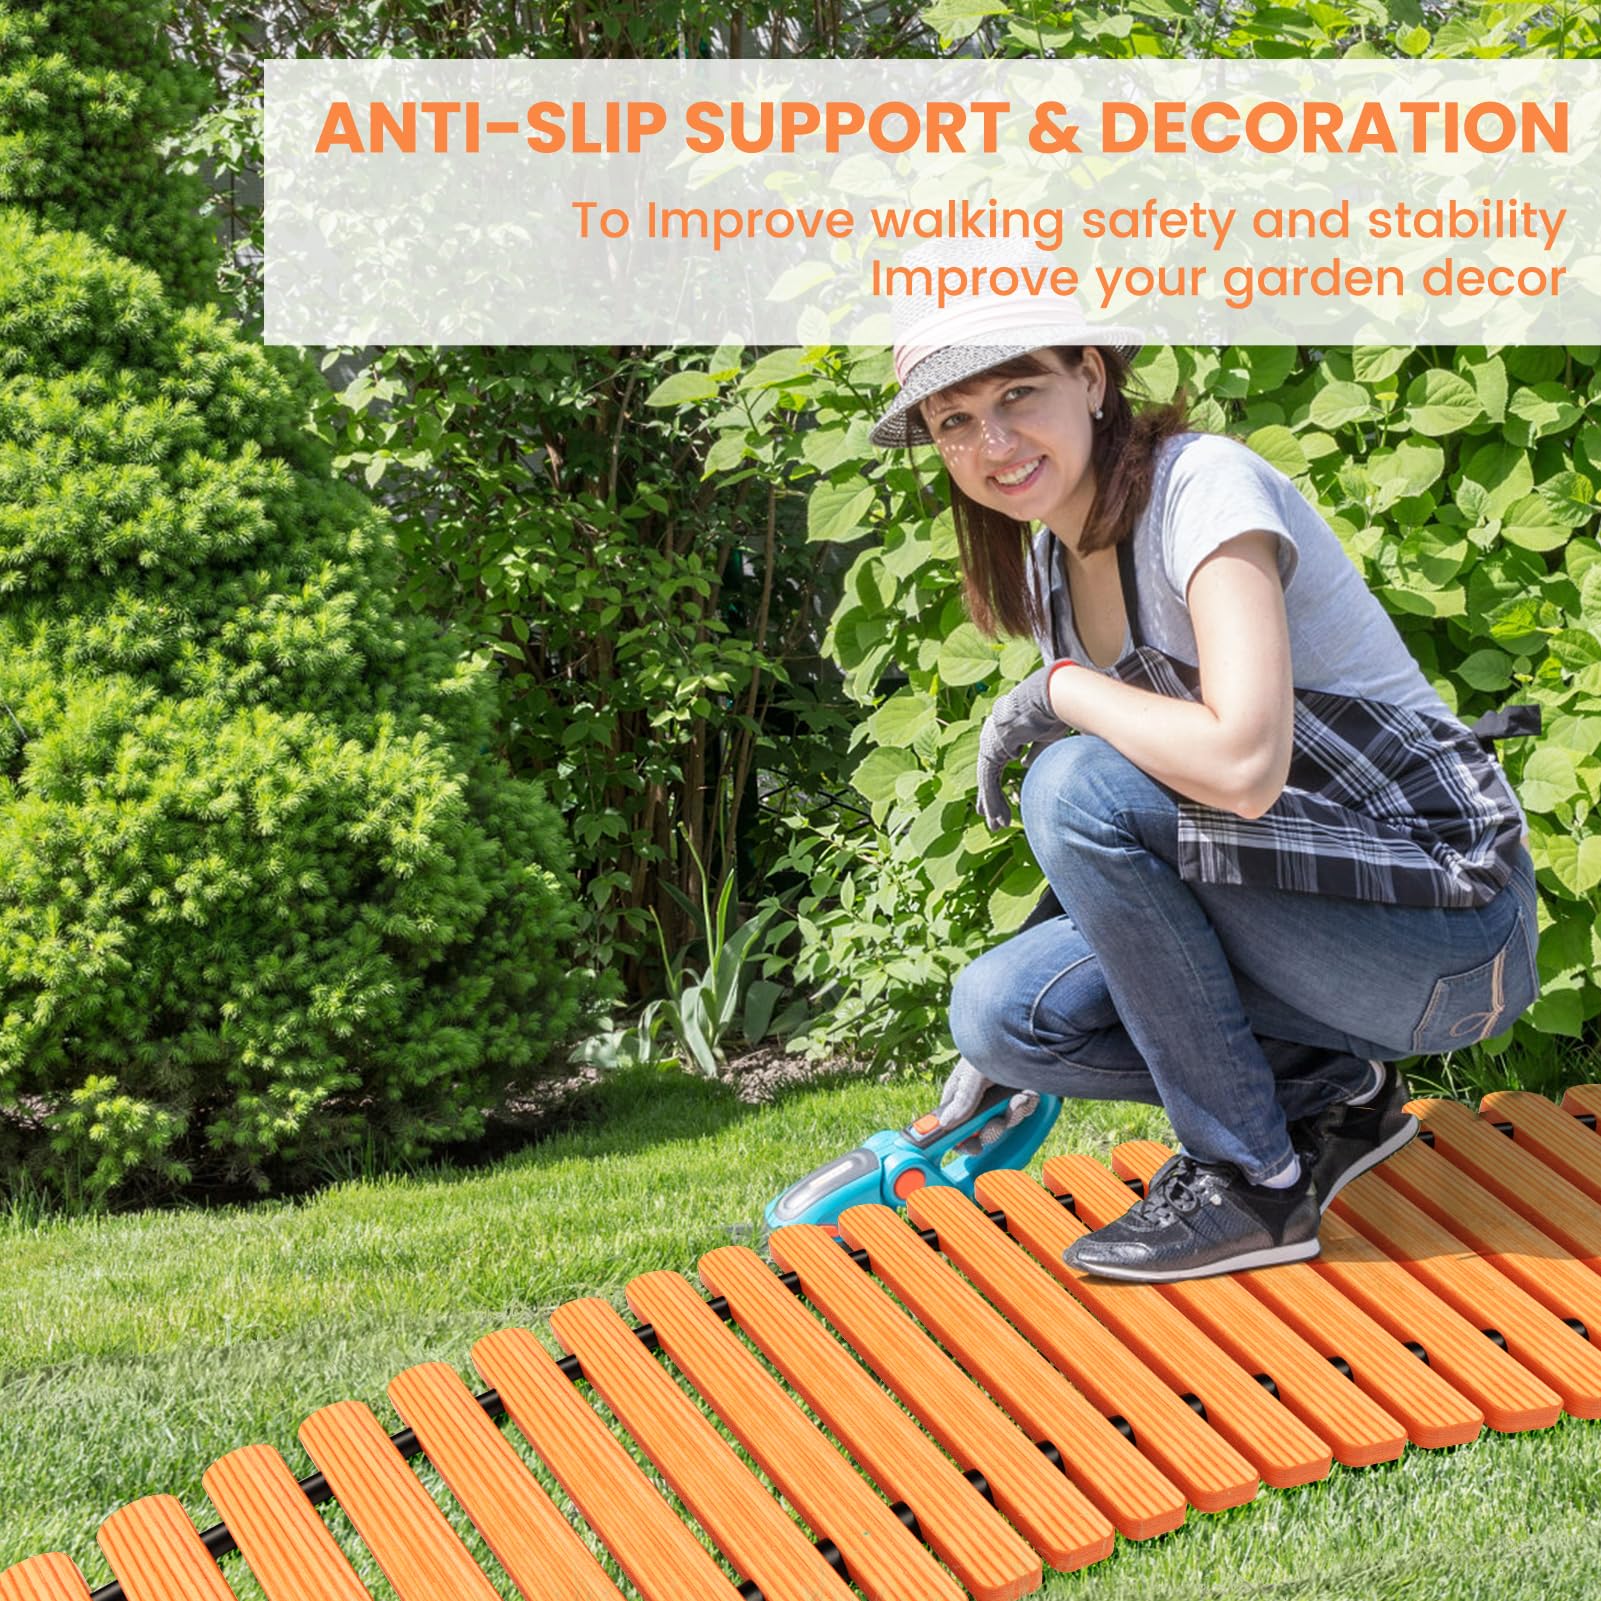 ANTI-SLIP SUPPORT & DECORATION
To Improve walking safety and stability
Improve your garden decor